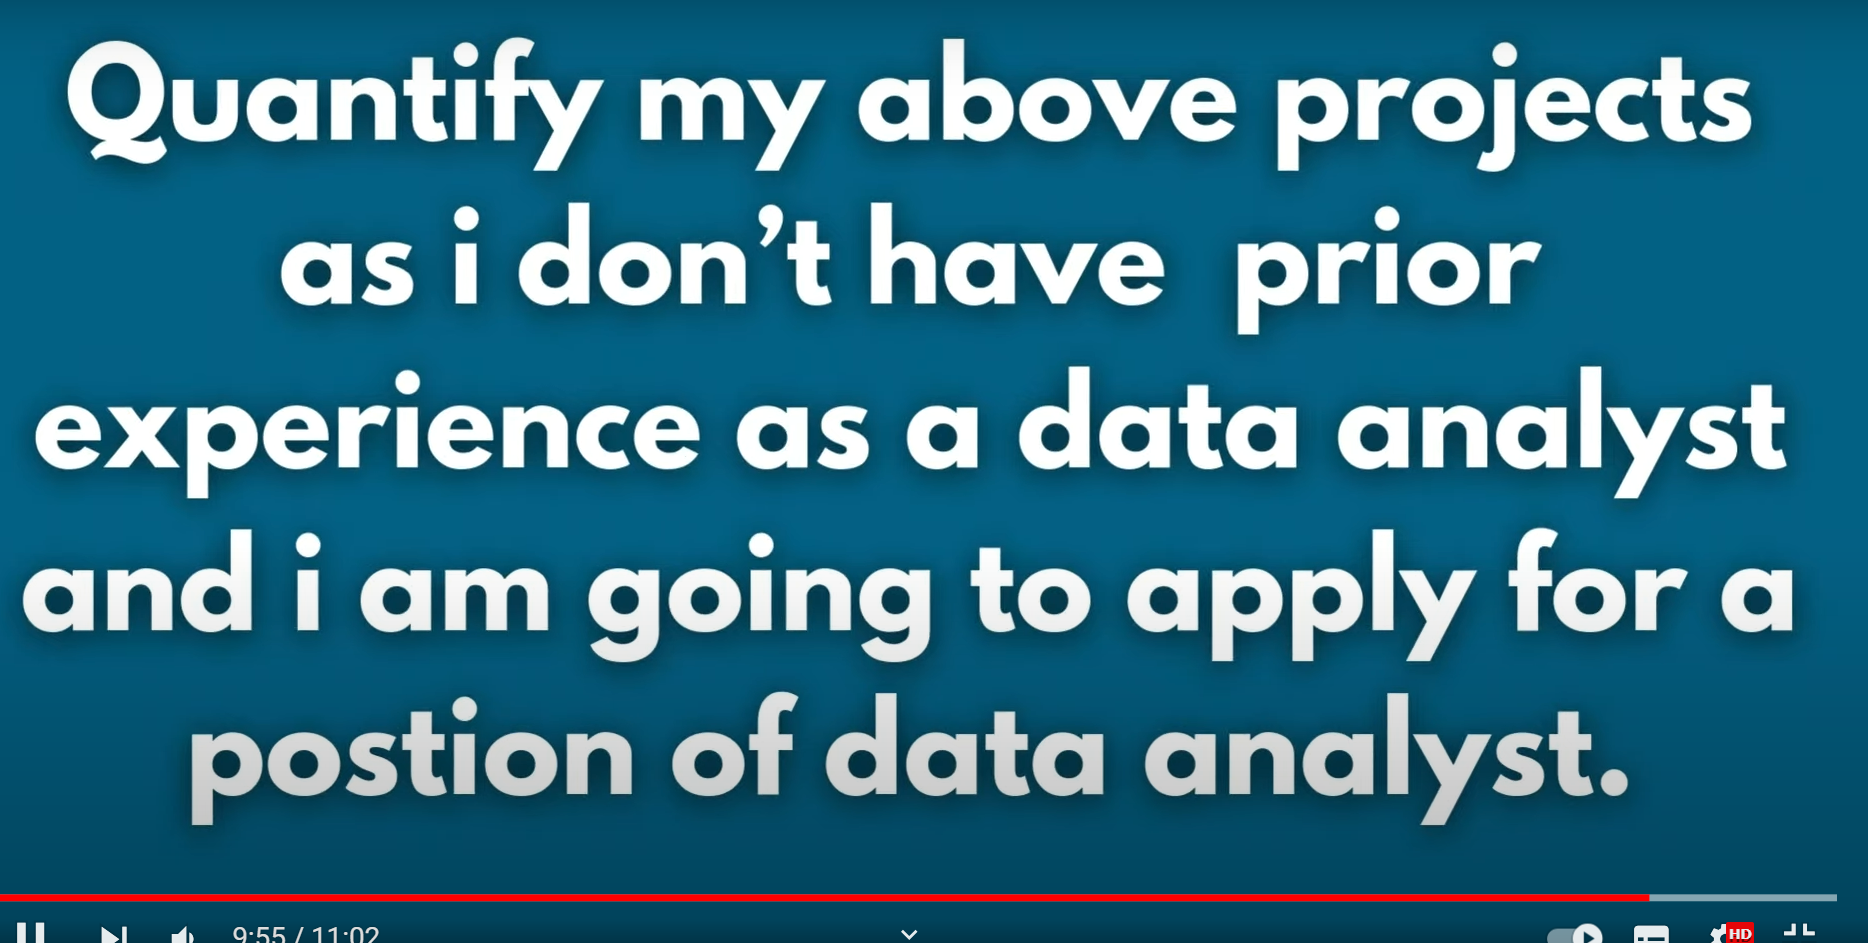 Quantify my above projects
as i don’t have  prior
experience as a data analyst
and i am going to apply for a
postion of data analyst.
9:55 / 11:02
HD